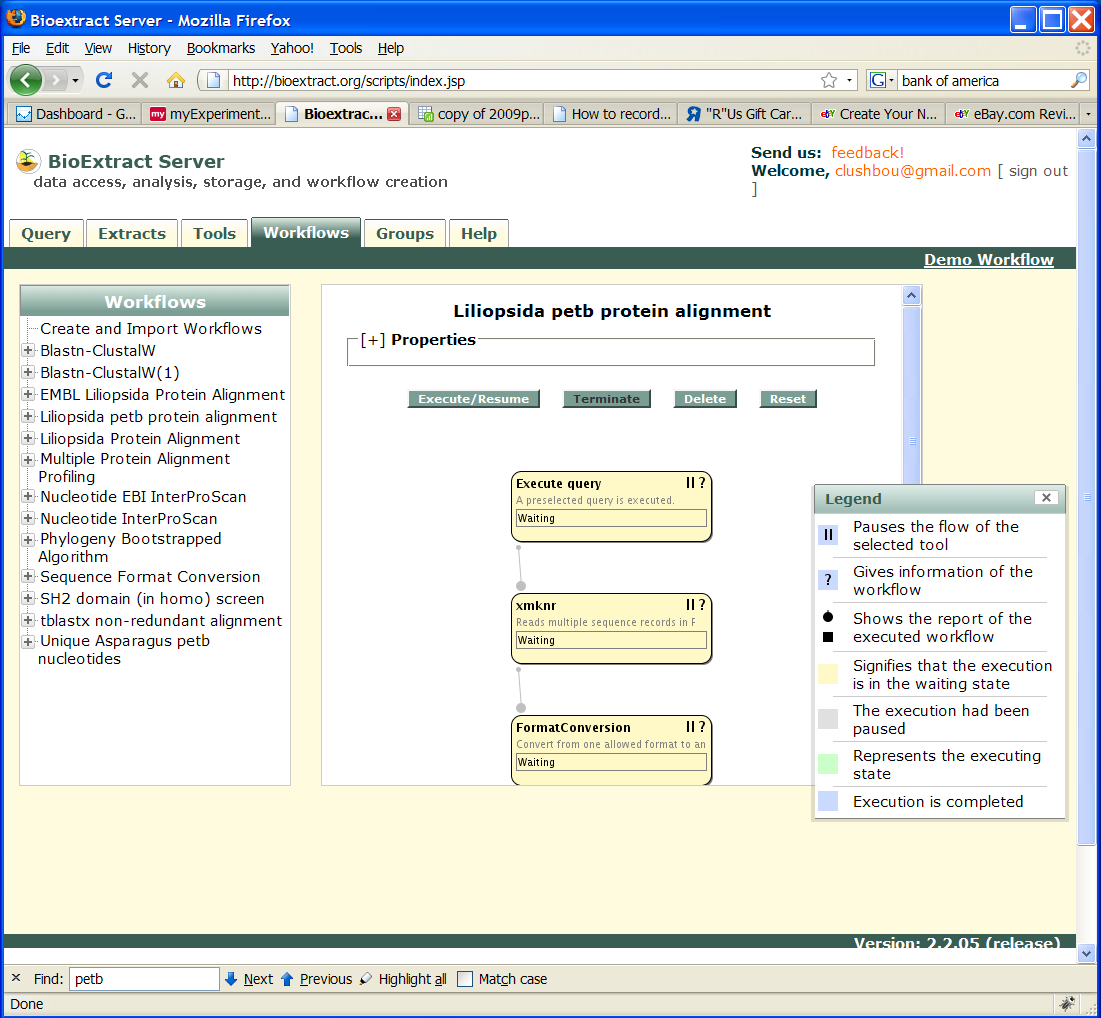 Bioextract Server - Mozilla Firefox
File Edit View History Bookmarks Yahoo! Tools Help
http://bioextract.org/scripts/index.jsp
G bank of america
Dashboard - G... my myExperiment... Bioextrac... copy of 2009p... How to record... R "R"Us Gift Car... eBY Create Your N... eBY eBay.com Revi...
BioExtract Server
data access, analysis, storage, and workflow creation
Send us: feedback!
Welcome, clushbou@gmail.com [ sign out
]
Query Extracts Tools Workflows Groups Help
Demo Workflow
Workflows
Create and Import Workflows
Blastn-ClustalW
Blastn-ClustalW(1)
EMBL Liliopsida Protein Alignment
Liliopsida petb protein alignment
Liliopsida Protein Alignment
Multiple Protein Alignment
Profiling
Nucleotide EBI InterProScan
Nucleotide InterProScan
Phylogeny Bootstrapped
Algorithm
Sequence Format Conversion
SH2 domain (in homo) screen
tblastx non-redundant alignment
Unique Asparagus petb
nucleotides
Liliopsida petb protein alignment
[+] Properties
Execute/Resume Terminate Delete Reset
Execute query II ?
A preselected query is executed.
Waiting
xmknr II ?
Reads multiple sequence records in F
Waiting
FormatConversion II ?
Convert from one allowed format to an
Waiting
Legend
II Pauses the flow of the
selected tool
? Gives information of the
workflow
Shows the report of the
executed workflow
Signifies that the execution
is in the waiting state
The execution had been
paused
Represents the executing
state
Execution is completed
Version: 2.2.05 (release)
Find: petb Next Previous Highlight all Match case
Done